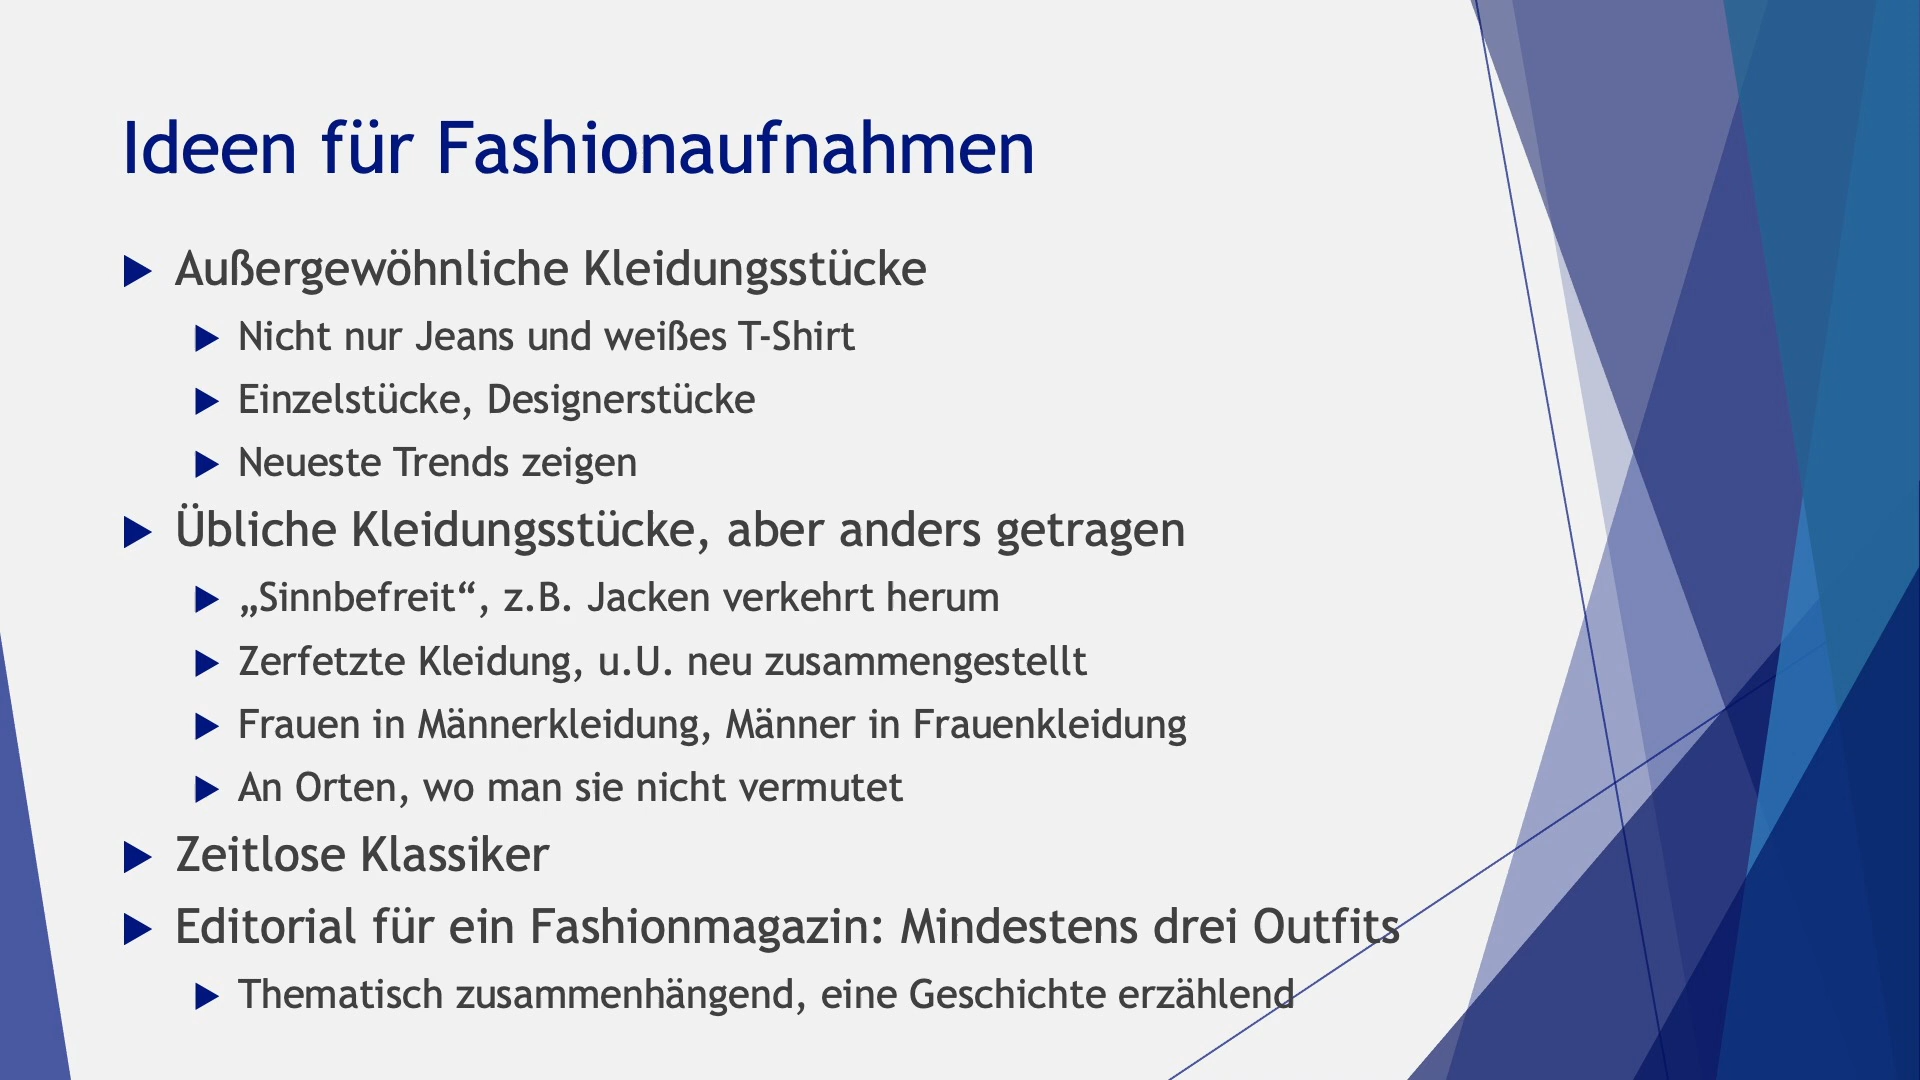 Ideen für Fashionaufnahmen
Außergewöhnliche Kleidungsstücke
Nicht nur Jeans und weißes T-Shirt
Einzelstücke, Designerstücke
Neueste Trends zeigen
Übliche Kleidungsstücke, aber anders getragen
„Sinnbefreit“, z.B. Jacken verkehrt herum
Zerfetzte Kleidung, u.U. neu zusammengestellt
Frauen in Männerkleidung, Männer in Frauenkleidung
An Orten, wo man sie nicht vermutet
Zeitlose Klassiker
Editorial für ein Fashionmagazin: Mindestens drei Outfits
Thematisch zusammenhängend, eine Geschichte erzählend